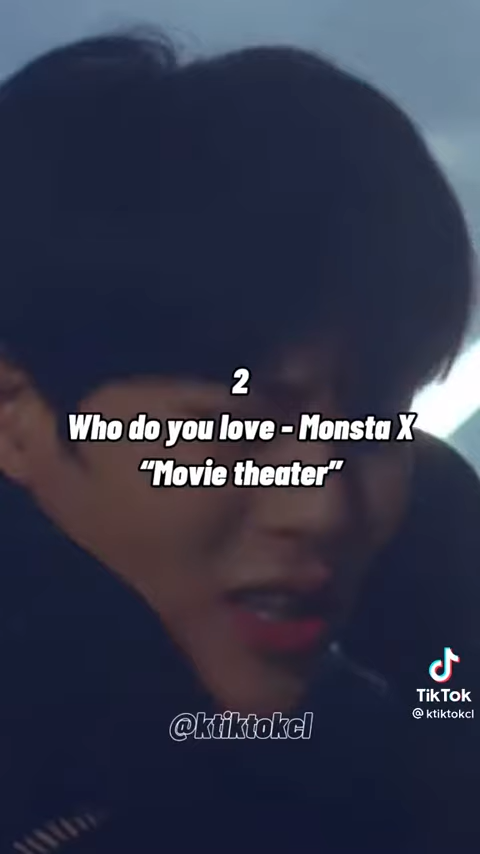 2
Who do you love - Monsta X
“Movie theater”
TikTok
@ktiktokcl
@ktiktokcl